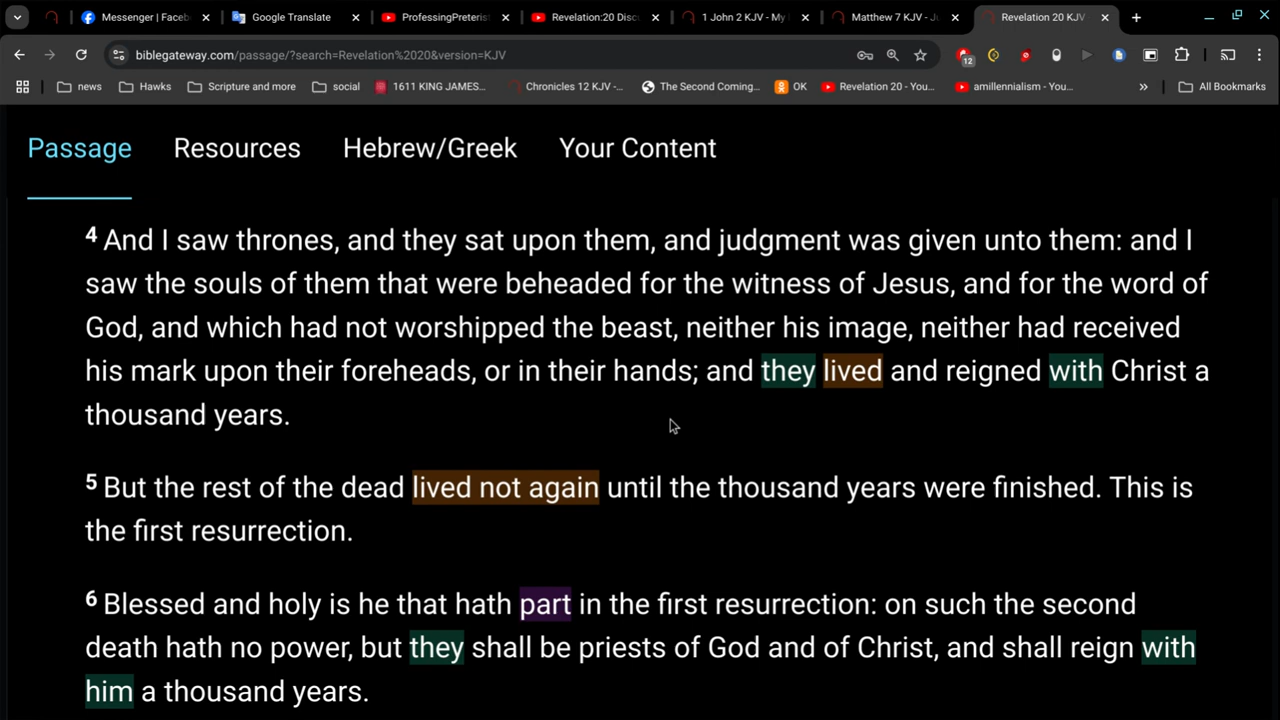 Messenger | Faceb
Google Translate
ProfessingPreteris
Revelation:20 Disc
1 John 2 KJV - My
Matthew 7 KJV - Ju
Revelation 20 KJV
biblegateway.com/passage/?search=Revelation%2020&version=KJV
12
news
Hawks
Scripture and more
social
1611 KING JAMES...
Chronicles 12 KJV -...
The Second Coming...
OK
Revelation 20 - You...
amillennialism - You...
»
All Bookmarks
Passage
Resources
Hebrew/Greek
Your Content
4 And I saw thrones, and they sat upon them, and judgment was given unto them: and I
saw the souls of them that were beheaded for the witness of Jesus, and for the word of
God, and which had not worshipped the beast, neither his image, neither had received
his mark upon their foreheads, or in their hands; and they lived and reigned with Christ a
thousand years.
5 But the rest of the dead lived not again until the thousand years were finished. This is
the first resurrection.
6 Blessed and holy is he that hath part in the first resurrection: on such the second
death hath no power, but they shall be priests of God and of Christ, and shall reign with
him a thousand years.